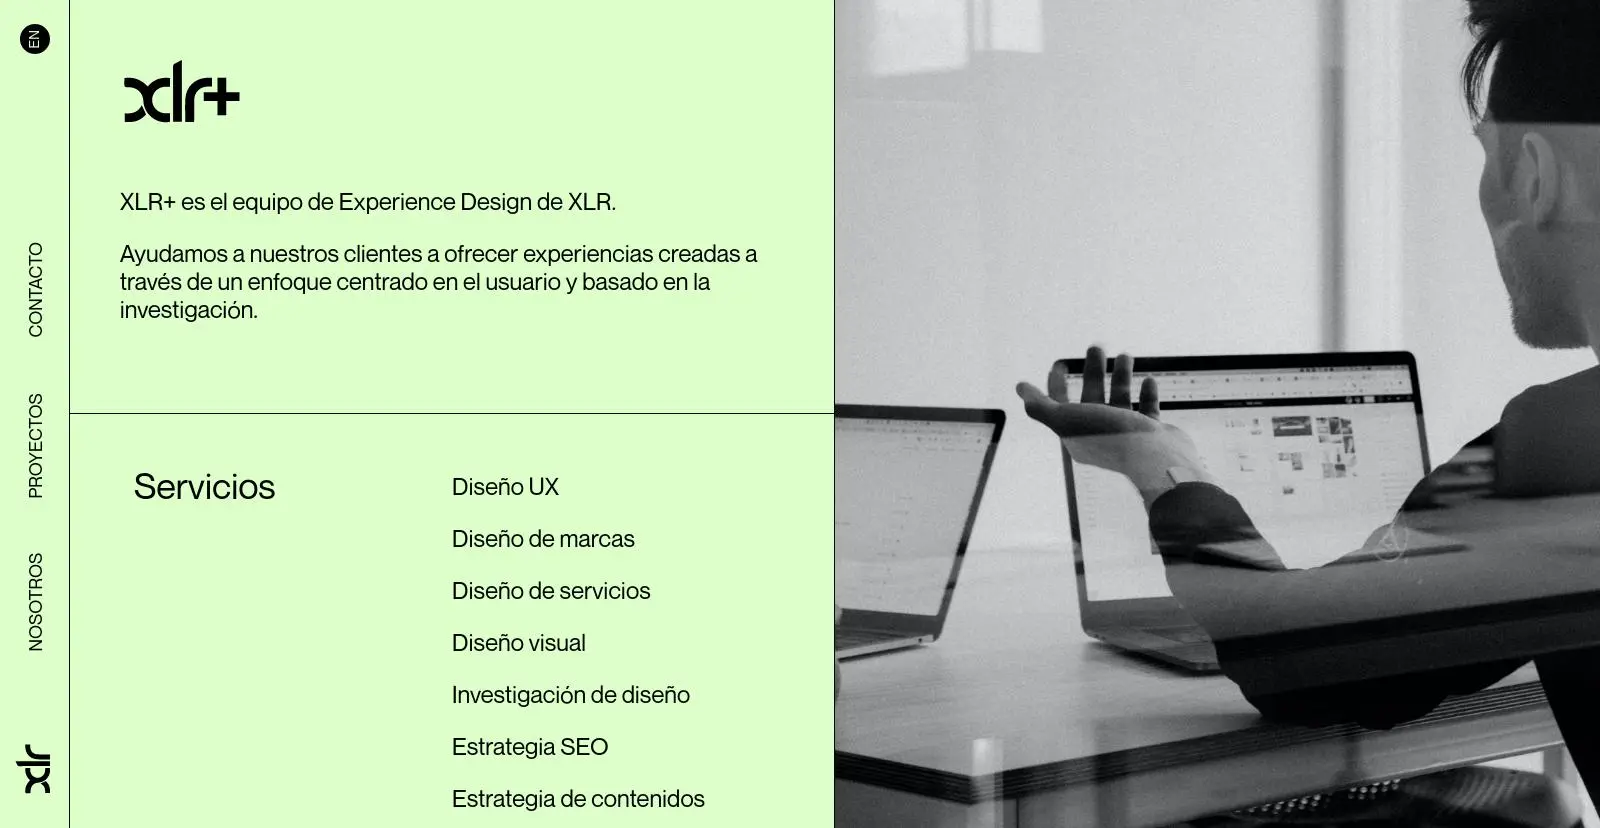 EN
CONTACTO
PROYECTOS
NOSOTROS
xlr
xlr+
XLR+ es el equipo de Experience Design de XLR.
Ayudamos a nuestros clientes a ofrecer experiencias creadas a
través de un enfoque centrado en el usuario y basado en la
investigación.
Servicios
Diseño UX
Diseño de marcas
Diseño de servicios
Diseño visual
Investigación de diseño
Estrategia SEO
Estrategia de contenidos